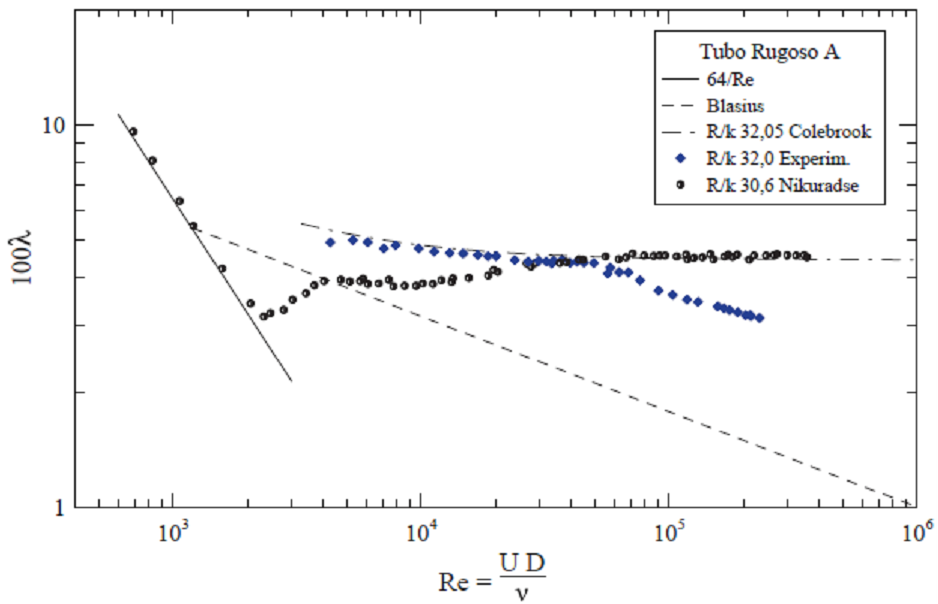 Tubo Rugoso A
64/Re
Blasius
R/k 32,05 Colebrook
R/k 32,0 Experim.
R/k 30,6 Nikuradse
10
1
100λ
10³
10⁴
10⁵
10⁶
Re = U D / ν